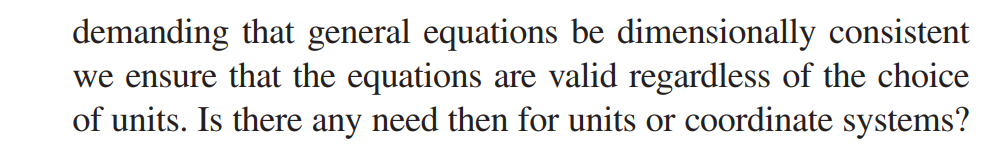 demanding that general equations be dimensionally consistent
we ensure that the equations are valid regardless of the choice
of units. Is there any need then for units or coordinate systems?